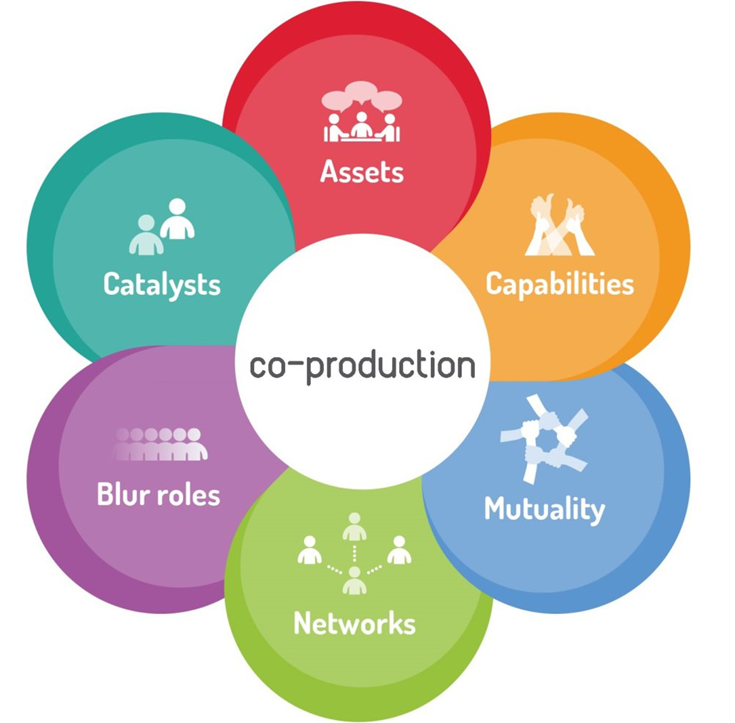 Assets
Capabilities
Mutuality
Networks
Blur roles
Catalysts
co-production